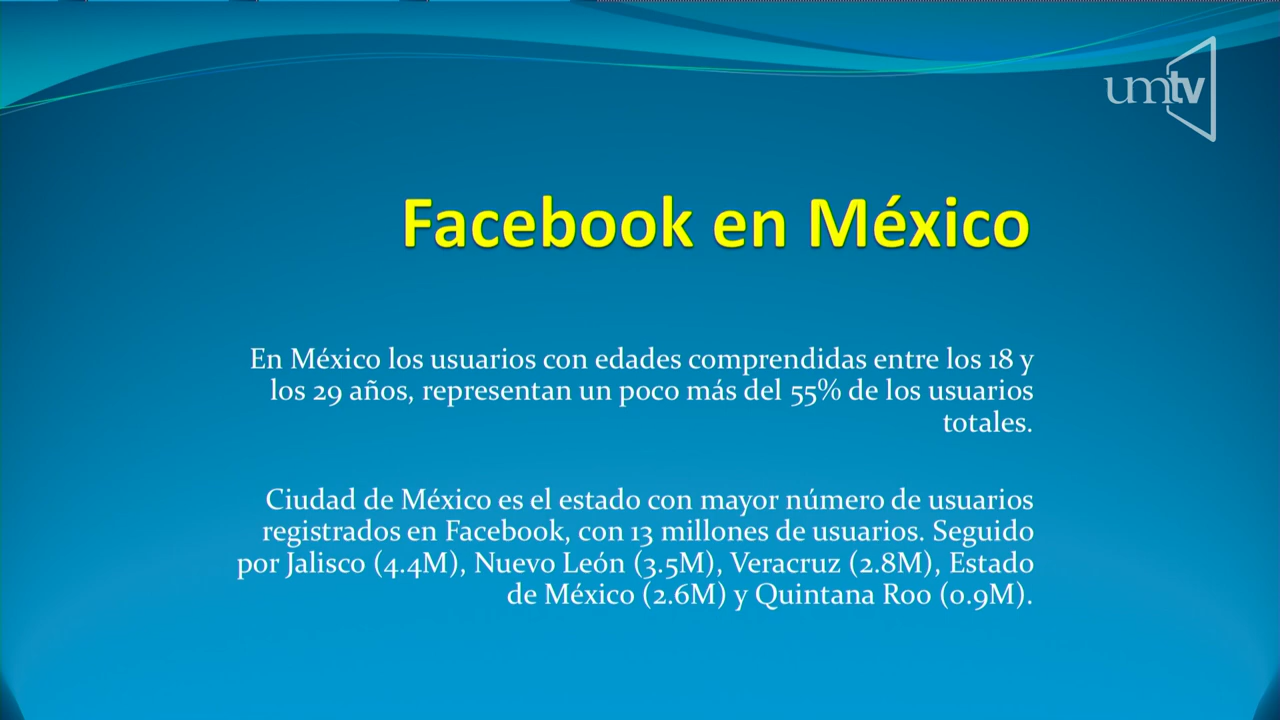 umtv
Facebook en México
En México los usuarios con edades comprendidas entre los 18 y
los 29 años, representan un poco más del 55% de los usuarios
totales.
Ciudad de México es el estado con mayor número de usuarios
registrados en Facebook, con 13 millones de usuarios. Seguido
por Jalisco (4.4M), Nuevo León (3.5M), Veracruz (2.8M), Estado
de México (2.6M) y Quintana Roo (0.9M).